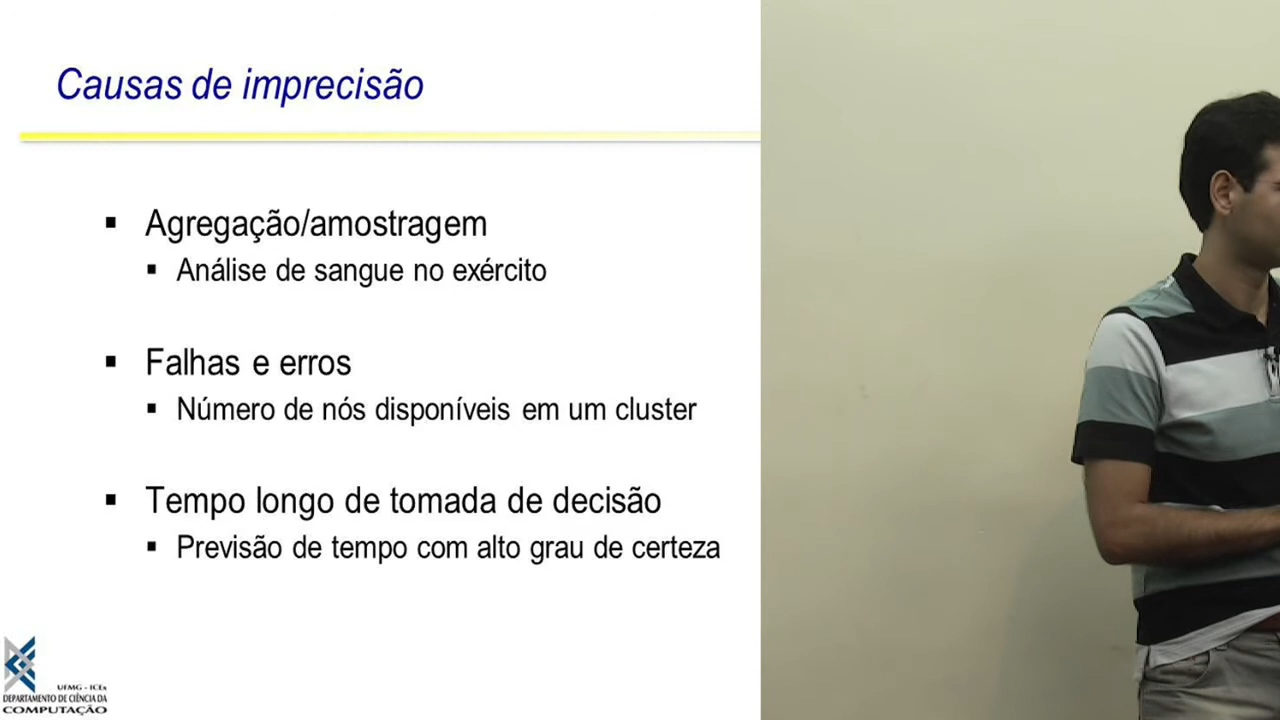 Causas de imprecisão
▪ Agregação/amostragem
▪ Análise de sangue no exército
▪ Falhas e erros
▪ Número de nós disponíveis em um cluster
▪ Tempo longo de tomada de decisão
▪ Previsão de tempo com alto grau de certeza
UFMG - ICEx
DEPARTAMENTO DE CIÊNCIA DA
COMPUTAÇÃO